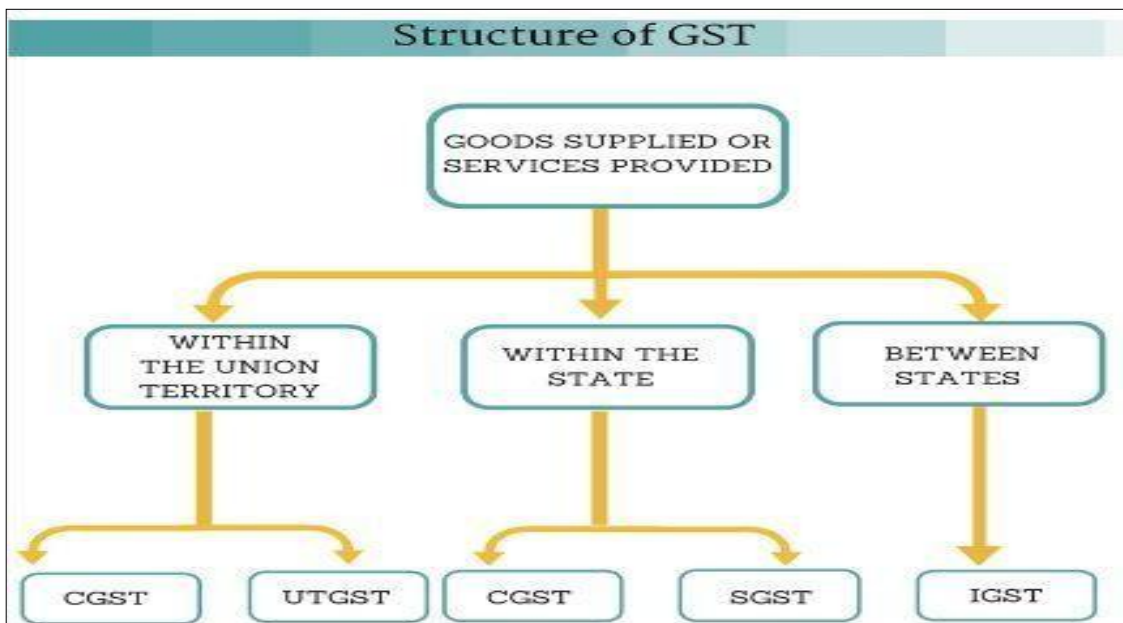 Structure of GST
GOODS SUPPLIED OR
SERVICES PROVIDED
WITHIN
THE UNION
TERRITORY
WITHIN THE
STATE
BETWEEN
STATES
CGST
UTGST
CGST
SGST
IGST